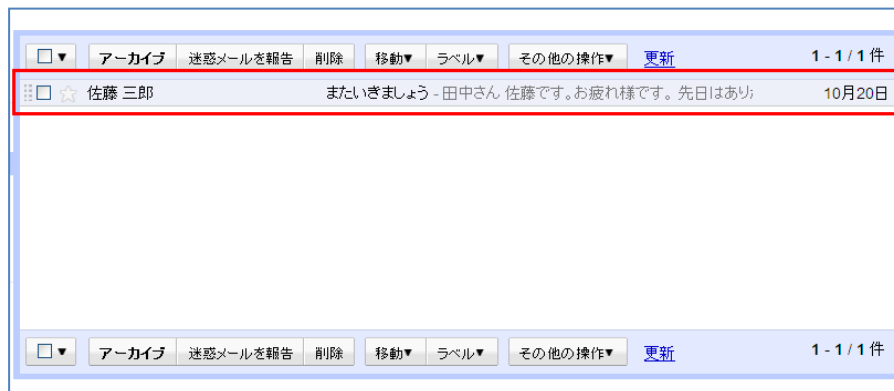 ▼ アーカイブ 迷惑メールを報告 削除 移動▼ ラベル▼ その他の操作▼ 更新 1 - 1 / 1 件
佐藤 三郎 またいきましょう - 田中さん 佐藤です。お疲れ様です。 先日はあり 10月20日
▼ アーカイブ 迷惑メールを報告 削除 移動▼ ラベル▼ その他の操作▼ 更新 1 - 1 / 1 件